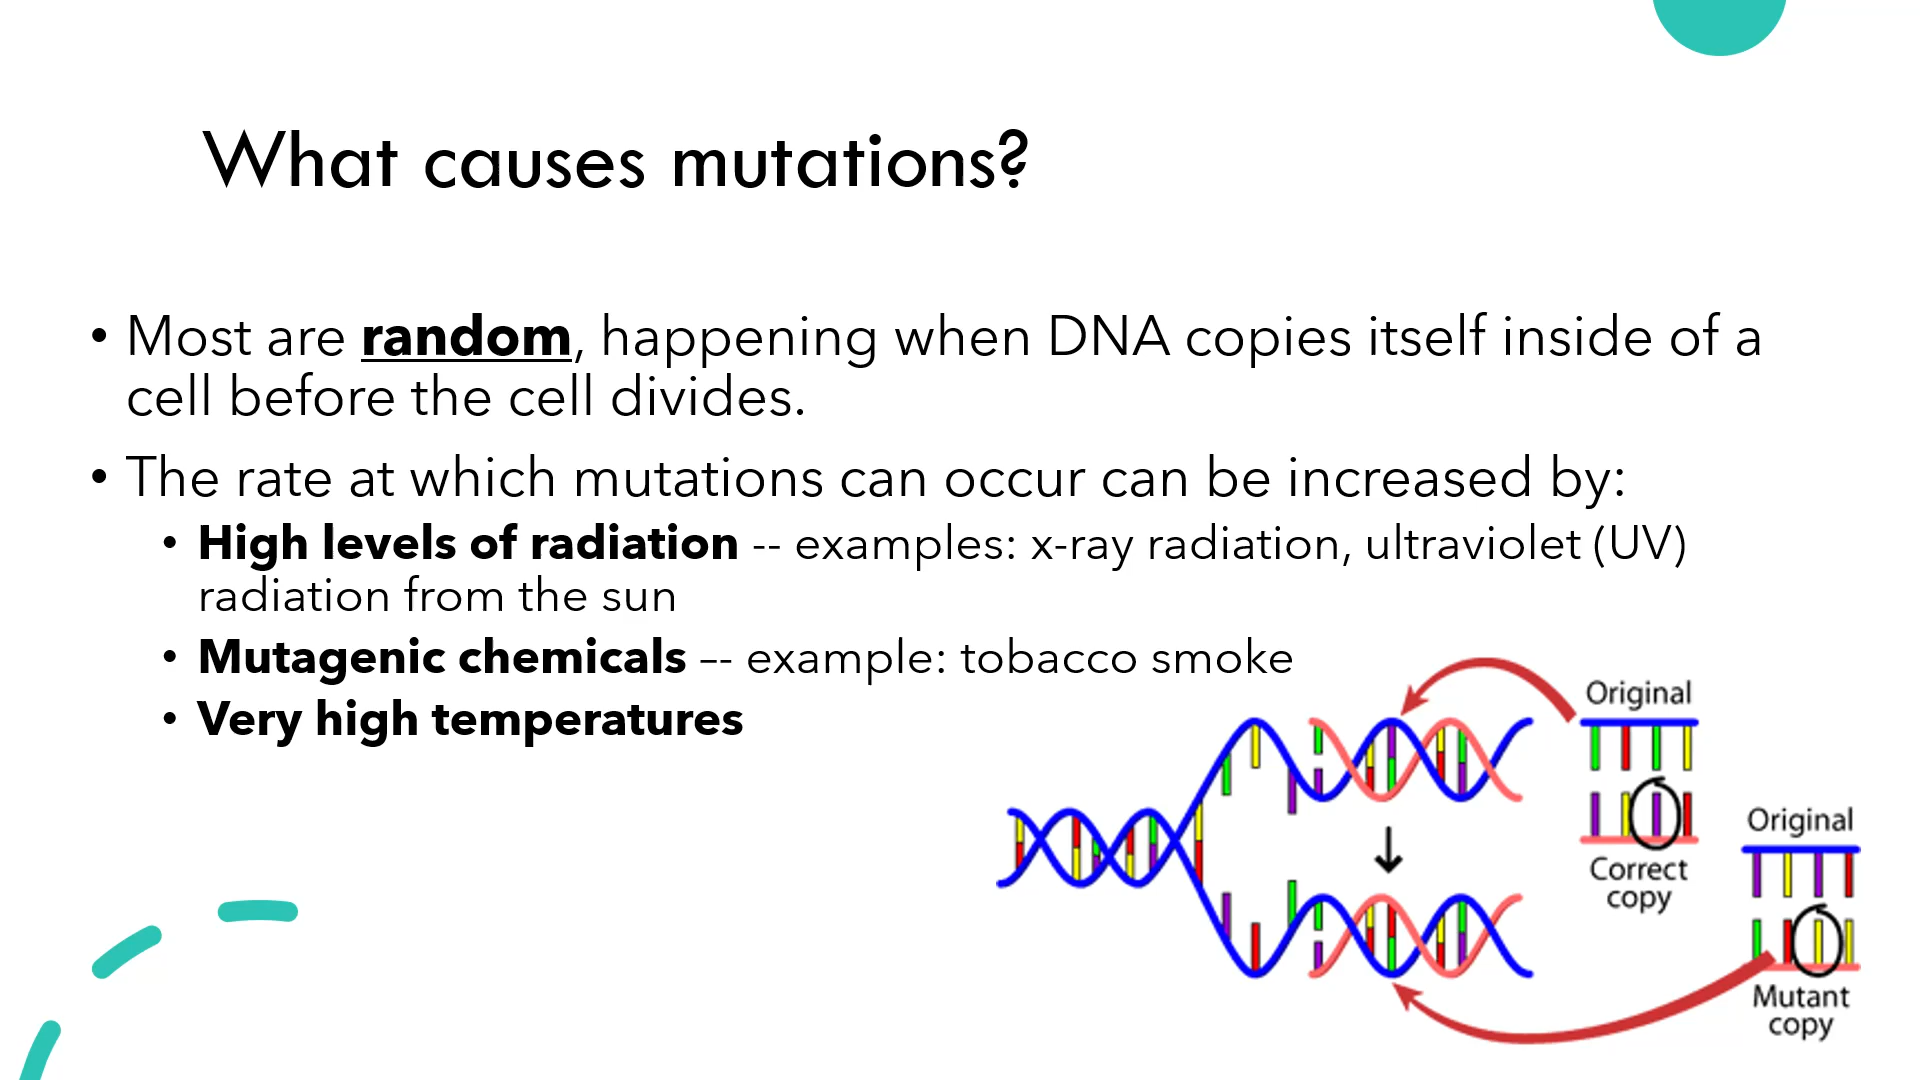 What causes mutations?
• Most are random, happening when DNA copies itself inside of a
cell before the cell divides.
• The rate at which mutations can occur can be increased by:
• High levels of radiation -- examples: x-ray radiation, ultraviolet (UV)
radiation from the sun
• Mutagenic chemicals –- example: tobacco smoke
• Very high temperatures
Original
Correct
copy
Original
Mutant
copy